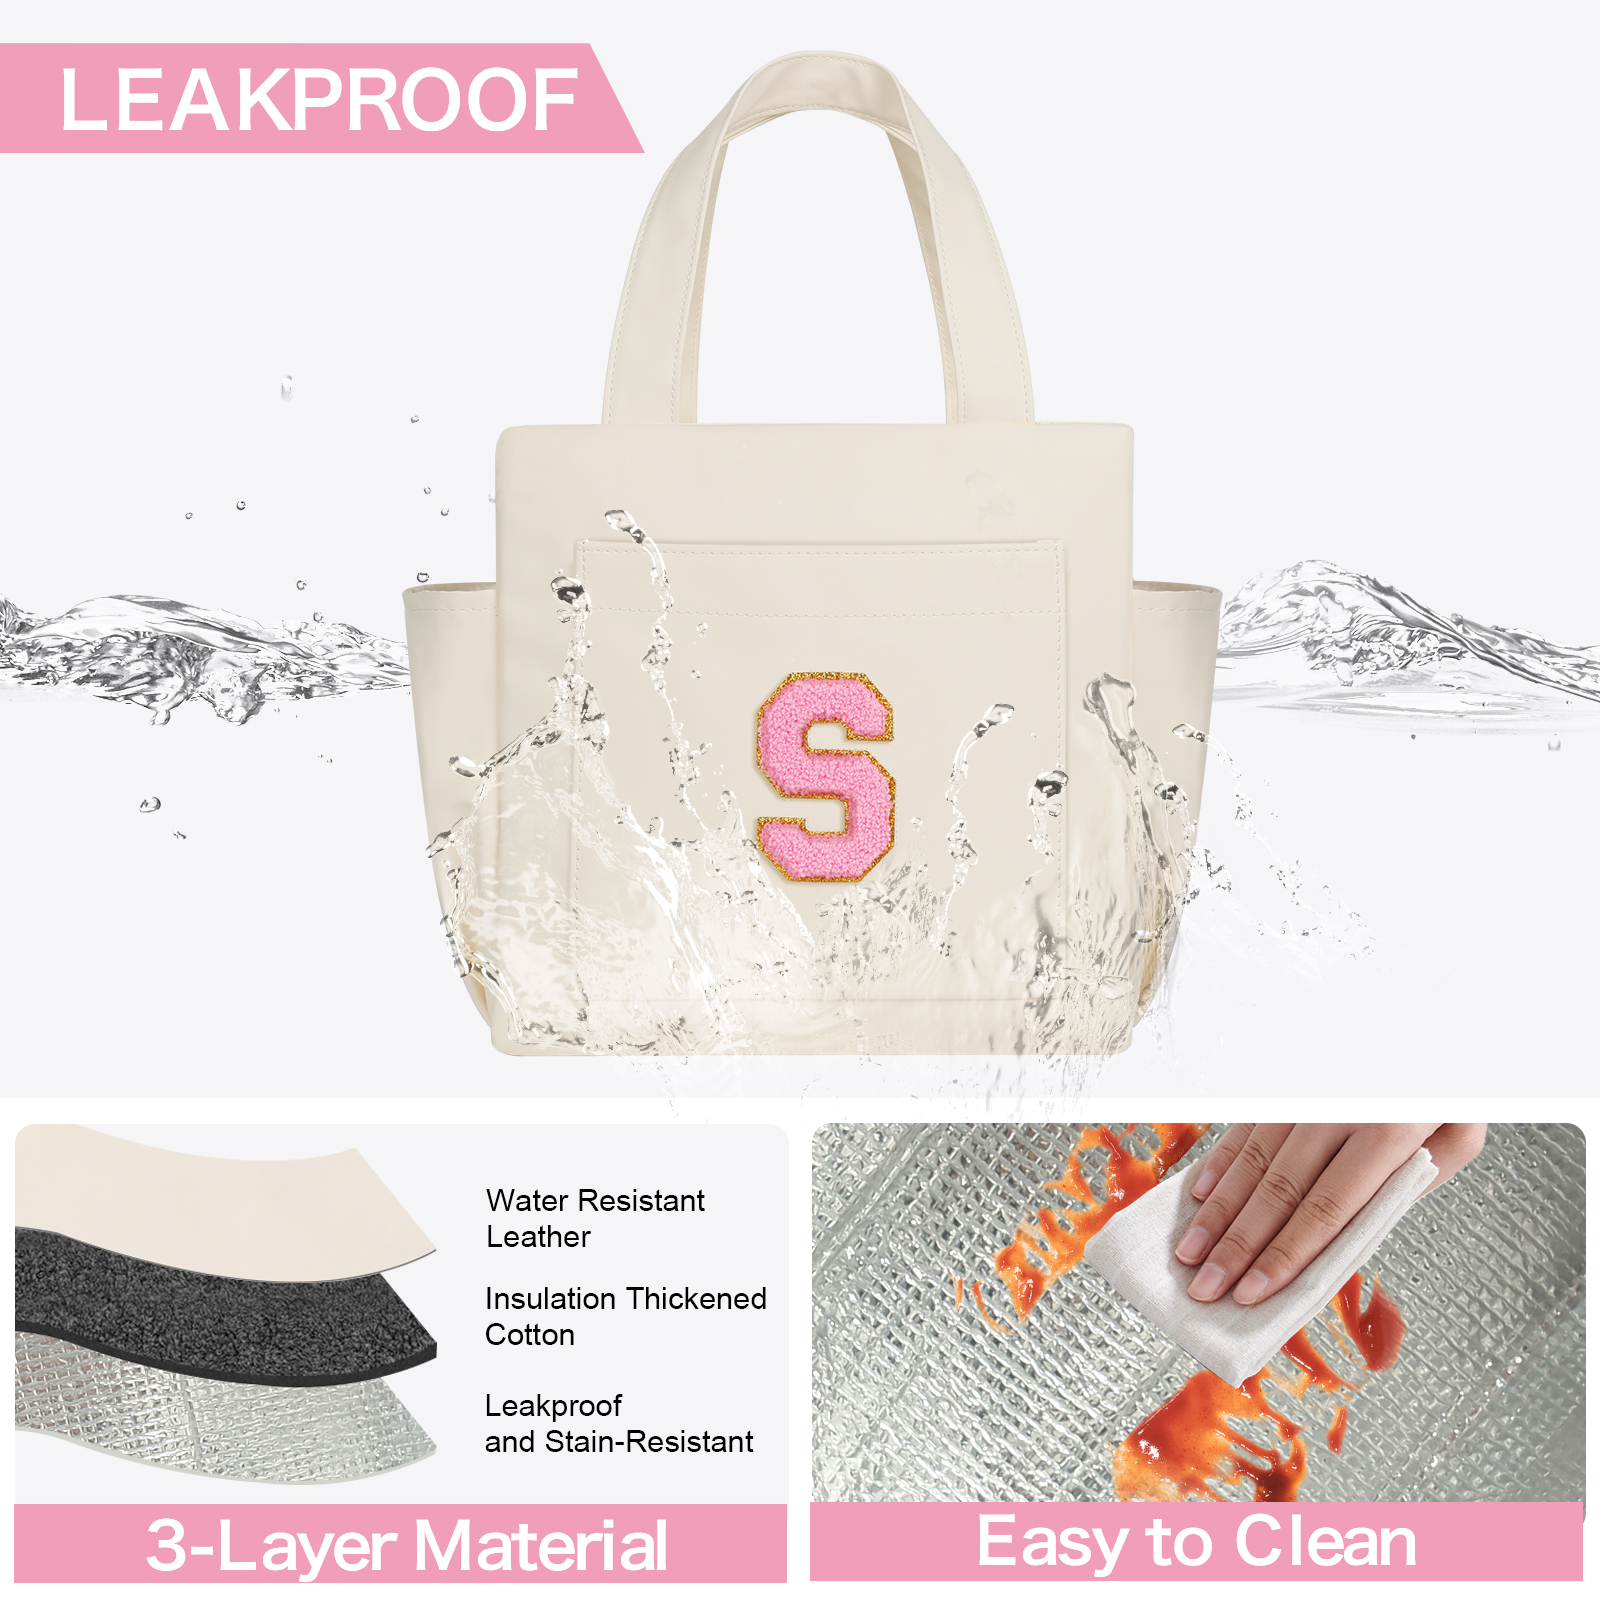 LEAKPROOF
S
Water Resistant
Leather
Insulation Thickened
Cotton
Leakproof
and Stain-Resistant
3-Layer Material
Easy to Clean